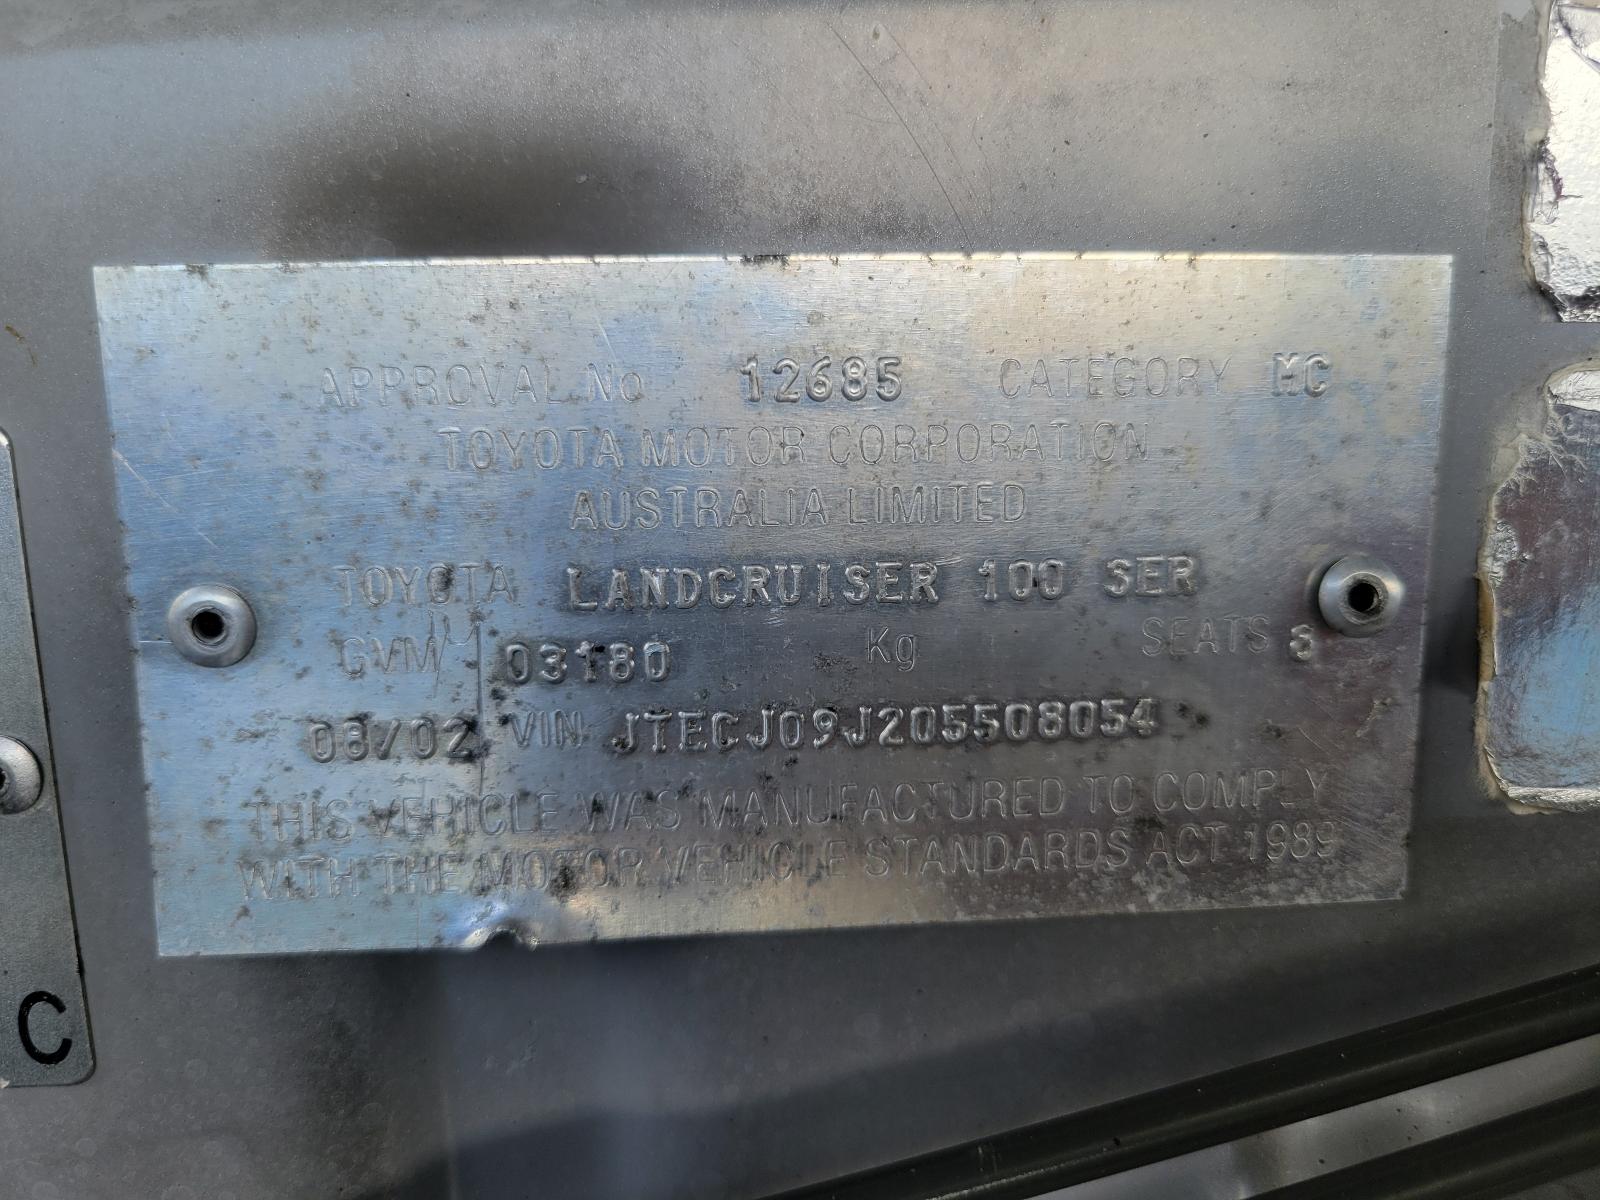 APPROVAL No 12685 CATEGORY MC
TOYOTA MOTOR CORPORATION
AUSTRALIA LIMITED
TOYOTA LANDCRUISER 100 SER
GVM 03180 Kg SEATS 8
08/02 VIN JTECJ09J205508054
THIS VEHICLE WAS MANUFACTURED TO COMPLY
WITH THE MOTOR VEHICLE STANDARDS ACT 1989
C